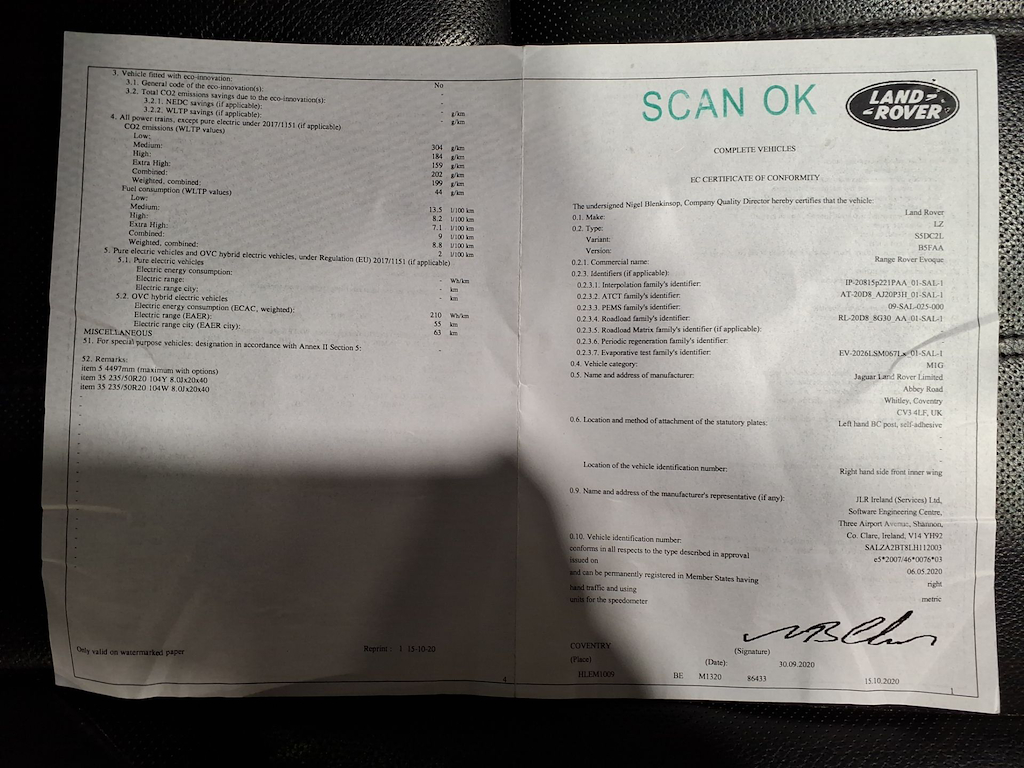 3. Vehicle fitted with eco-innovation: No
3.1. General code of the eco-innovation(s): -
3.2. Total CO2 emissions savings due to the eco-innovation(s):
3.2.1. NEDC savings (if applicable): - g/km
3.2.2. WLTP savings (if applicable): - g/km
4. All power trains, except pure electric under 2017/1151 (if applicable)
CO2 emissions (WLTP values)
Low: 304 g/km
Medium: 184 g/km
High: 159 g/km
Extra High: 202 g/km
Combined: 199 g/km
Weighted, combined: 44 g/km
Fuel consumption (WLTP values)
Low: 13.5 l/100 km
Medium: 8.2 l/100 km
High: 7.1 l/100 km
Extra High: 9 l/100 km
Combined: 8.8 l/100 km
Weighted, combined: 2 l/100 km
5. Pure electric vehicles and OVC hybrid electric vehicles, under Regulation (EU) 2017/1151 (if applicable)
5.1. Pure electric vehicles
Electric energy consumption: - Wh/km
Electric range: - km
Electric range city: - km
5.2. OVC hybrid electric vehicles
Electric energy consumption (ECAC, weighted): 210 Wh/km
Electric range (EAER): 55 km
Electric range city (EAER city): 63 km
MISCELLANEOUS
51. For special purpose vehicles: designation in accordance with Annex II Section 5: -
52. Remarks:
item 5 4497mm (maximum with options)
item 35 235/50R20 104Y 8.0Jx20x40
item 35 235/50R20 104W 8.0Jx20x40
Only valid on watermarked paper
Reprint : 1 15-10-20
4
SCAN OK
LAND-
-ROVER
COMPLETE VEHICLES
EC CERTIFICATE OF CONFORMITY
The undersigned Nigel Blenkinsop, Company Quality Director hereby certifies that the vehicle:
0.1. Make: Land Rover
0.2. Type: LZ
Variant: S5DC2L
Version: B5FAA
0.2.1. Commercial name: Range Rover Evoque
0.2.3. Identifiers (if applicable):
0.2.3.1. Interpolation family's identifier: IP-20815p221PAA_01-SAL-1
0.2.3.2. ATCT family's identifier: AT-20D8_AJ20P3H_01-SAL-1
0.2.3.3. PEMS family's identifier: 09-SAL-025-000
0.2.3.4. Roadload family's identifier: RL-20D8_8G30_AA_01-SAL-1
0.2.3.5. Roadload Matrix family's identifier (if applicable):
0.2.3.6. Periodic regeneration family's identifier:
0.2.3.7. Evaporative test family's identifier: EV-2026LSM067Lx_01-SAL-1
0.4. Vehicle category: M1G
0.5. Name and address of manufacturer: Jaguar Land Rover Limited
Abbey Road
Whitley, Coventry
CV3 4LF, UK
0.6. Location and method of attachment of the statutory plates: Left hand BC post, self-adhesive
Location of the vehicle identification number: Right hand side front inner wing
0.9. Name and address of the manufacturer's representative (if any): JLR Ireland (Services) Ltd,
Software Engineering Centre,
Three Airport Avenue, Shannon,
Co. Clare, Ireland, V14 YH92
0.10. Vehicle identification number: SALZA2BT8LH112003
conforms in all respects to the type described in approval e5*2007/46*0076*03
issued on 06.05.2020
and can be permanently registered in Member States having right
hand traffic and using metric
units for the speedometer
COVENTRY
(Place)
(Signature)
(Date): 30.09.2020
HLEM1009 BE M1320 86433 15.10.2020
1